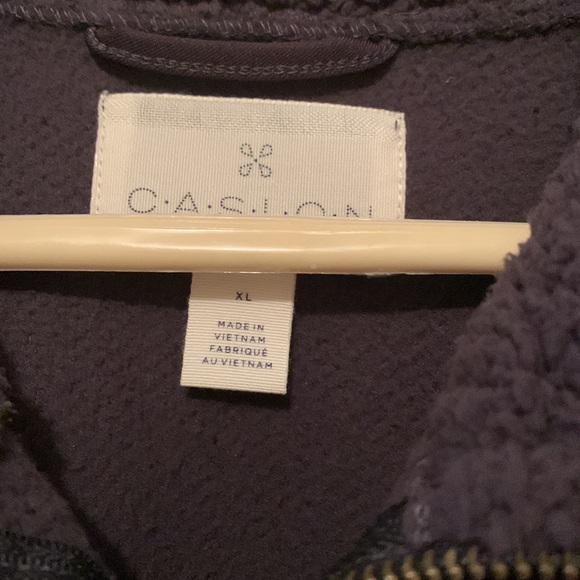 C·A·S·L·O·N
XL
MADE IN
VIETNAM
FABRIQUÉ
AU VIETNAM